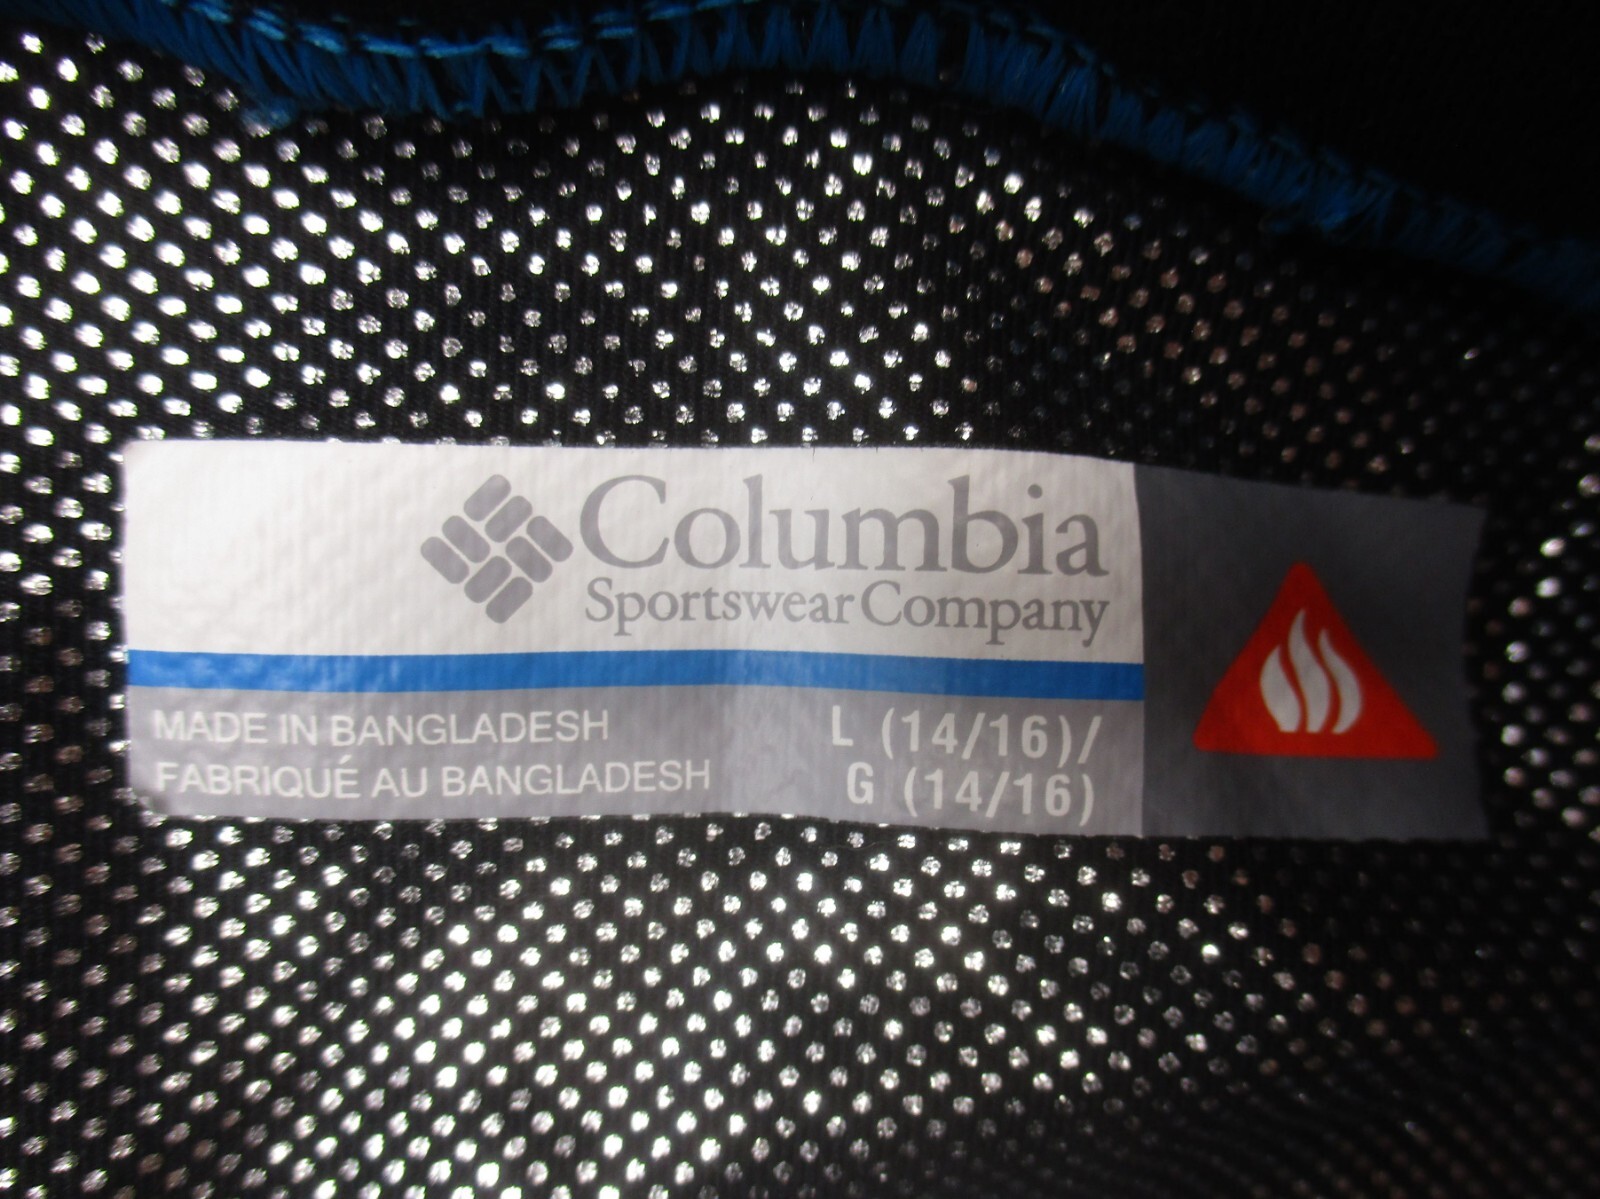 Columbia
Sportswear Company
MADE IN BANGLADESH
FABRIQUÉ AU BANGLADESH
L (14/16)/
G (14/16)